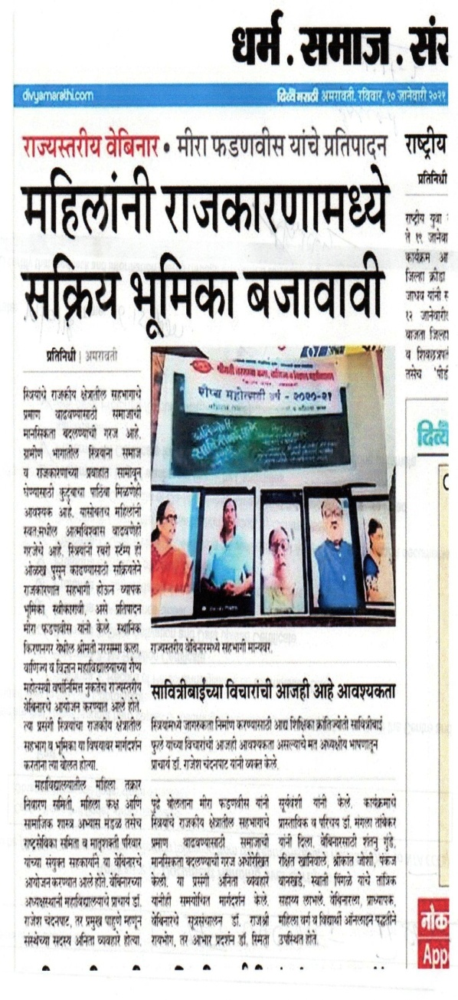 धर्म. समाज. संस
divyamarathi.com
दिव्य मराठी अमरावती, रविवार, १० जानेवारी २०२१
राज्यस्तरीय वेबिनार • मीरा फडणवीस यांचे प्रतिपादन
महिलांनी राजकारणामध्ये
सक्रिय भूमिका बजावावी
प्रतिनिधी | अमरावती
स्त्रियांचे राजकीय क्षेत्रातील सहभागाचे
प्रमाण वाढवण्यासाठी समाजाची
मानसिकता बदलण्याची गरज आहे.
ग्रामीण भागातील स्त्रियांना समाज
व राजकारणाच्या प्रवाहात सामावून
घेण्यासाठी कुटुंबाचा पाठिंबा मिळणेही
आवश्यक आहे. यासोबतच महिलांनी
स्वत:मधील आत्मविश्वास वाढवणेही
गरजेचे आहे. स्त्रियांनी रबरी स्टॅम्प ही
ओळख पुसून काढण्यासाठी सक्रियतेने
राजकारणात सहभागी होऊन व्यापक
भूमिका स्वीकारावी, असे प्रतिपादन
मीरा फडणवीस यांनी केले. स्थानिक
किरणनगर येथील श्रीमती नरसम्मा कला,
वाणिज्य व विज्ञान महाविद्यालयाच्या रौप्य
महोत्सवी वर्षानिमित्त नुकतेच राज्यस्तरीय
वेबिनारचे आयोजन करण्यात आले होते.
त्या प्रसंगी स्त्रियांचा राजकीय क्षेत्रातील
सहभाग व भूमिका या विषयावर मार्गदर्शन
करताना त्या बोलत होत्या.
महाविद्यालयातील महिला तक्रार
निवारण समिती, महिला कक्ष आणि
सामाजिक शास्त्र अभ्यास मंडळ तसेच
राष्ट्रसेविका समिता व मातृशक्ती परिवार
यांच्या संयुक्त सहकार्याने या वेबिनारचे
आयोजन करण्यात आले होते. वेबिनारच्या
अध्यक्षस्थानी महाविद्यालयाचे प्राचार्य डॉ.
राजेश चंदनपाट, तर प्रमुख पाहुणे म्हणून
संस्थेच्या सदस्य अनिता व्यवहारे होत्या.
श्रीमती नरसम्मा कला, वाणिज्य व विज्ञान महाविद्यालय,
रौप्य महोत्सवी वर्ष - २०२०-२१
राज्यस्तरीय वेबिनारमध्ये सहभागी मान्यवर.
सावित्रीबाईंच्या विचारांची आजही आहे आवश्यकता
स्त्रियांमध्ये जागरुकता निर्माण करण्यासाठी आद्य शिक्षिका क्रांतिज्योती सावित्रीबाई
फुले यांच्या विचारांची आजही आवश्यकता असल्याचे मत अध्यक्षीय भाषणातून
प्राचार्य डॉ. राजेश चंदनपाट यांनी व्यक्त केले.
पुढे बोलताना मीरा फडणवीस यांनी
स्त्रियांचे राजकीय क्षेत्रातील सहभागाचे
प्रमाण वाढवण्यासाठी समाजाची
मानसिकता बदलण्याची गरज अधोरेखित
केली. या प्रसंगी अनिता व्यवहारे
यांनीही समयोचित मार्गदर्शन केले.
वेबिनारचे सूत्रसंचालन डॉ. राजश्री
रायभोग, तर आभार प्रदर्शन डॉ. स्मिता
सूर्यवंशी यांनी केले. कार्यक्रमाचे
प्रास्ताविक व परिचय डॉ. मंगला तांबेकर
यांनी दिला. वेबिनारसाठी शंतनु गुंडे,
रक्षित खानिवाले, श्रीकांत जोशी, पंकज
वानखडे, स्वाती पिंगळे यांचे तांत्रिक
सहाय्य लाभले. वेबिनारला, प्राध्यापक,
महिला वर्ग व विद्यार्थी ऑनलाइन पद्धतीने
उपस्थित होते.
राष्ट्रीय
प्रतिनिधी
राष्ट्रीय युवा
ते १९ जानेवा
कार्यक्रम आ
जिल्हा क्रीडा
जाधव यांनी
१२ जानेवारी
वाजता जिल्हा
व शिवछत्रप
तसेच 'पोर्ड
दिव्य
नोक
App